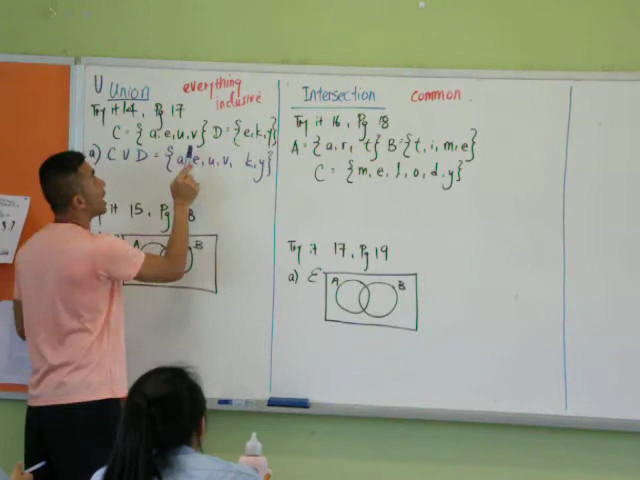 U Union everything inclusive
Try it 14, Pg 17
C = {a, e, u, v} D = {e, k, y}
a) C U D = {a, e, u, v, k, y}
it 15, Pg 8
A B
Intersection common
Try it 16, Pg 18
A = {a, r, t} B = {t, i, m, e}
C = {m, e, l, o, d, y}
Try it 17, Pg 19
a) ε A B